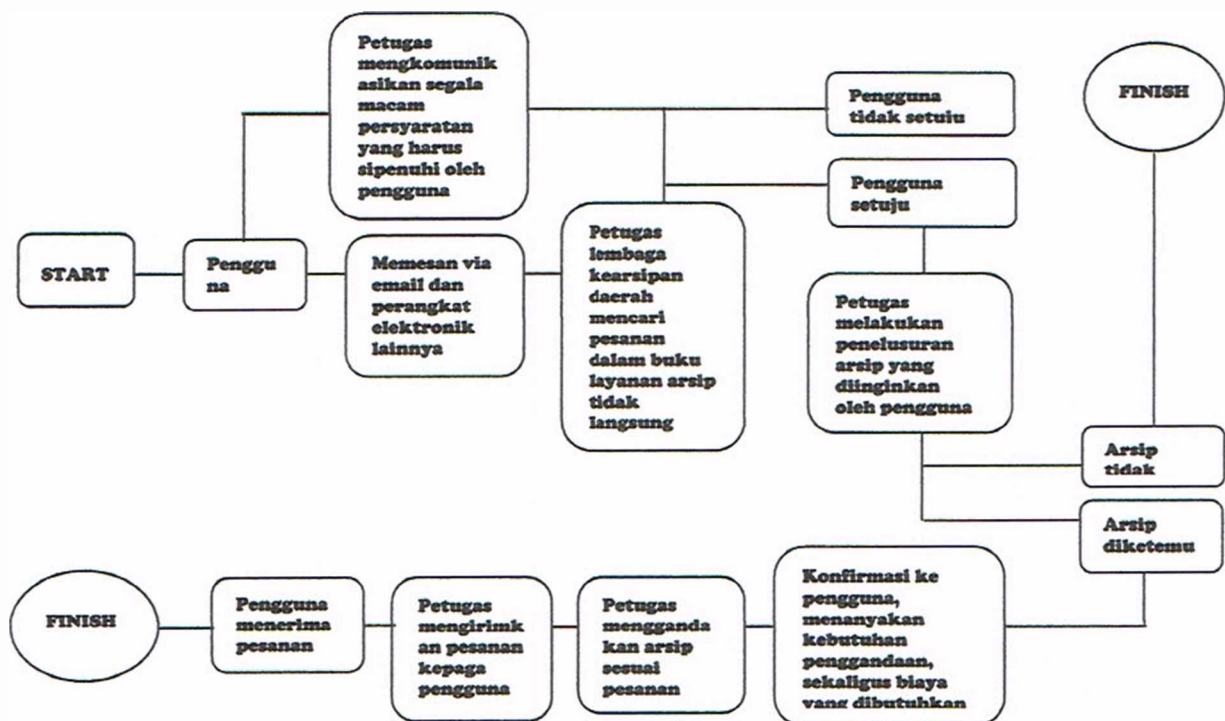 START
Penggu
na
Petugas
mengkomunik
asikan segala
macam
persyaratan
yang harus
sipenuhi oleh
pengguna
Memesan via
email dan
perangkat
elektronik
lainnya
Petugas
lembaga
kearsipan
daerah
mencari
pesanan
dalam buku
layanan arsip
tidak
langsung
Pengguna
tidak setuju
Pengguna
setuju
Petugas
melakukan
penelusuran
arsip yang
diinginkan
oleh pengguna
Arsip
tidak
FINISH
Arsip
diketemu
Konfirmasi ke
pengguna,
menanyakan
kebutuhan
penggandaan,
sekaligus biaya
yang dibutuhkan
Petugas
mengganda
kan arsip
sesuai
pesanan
Petugas
mengirimk
an pesanan
kepaga
pengguna
Pengguna
menerima
pesanan
FINISH